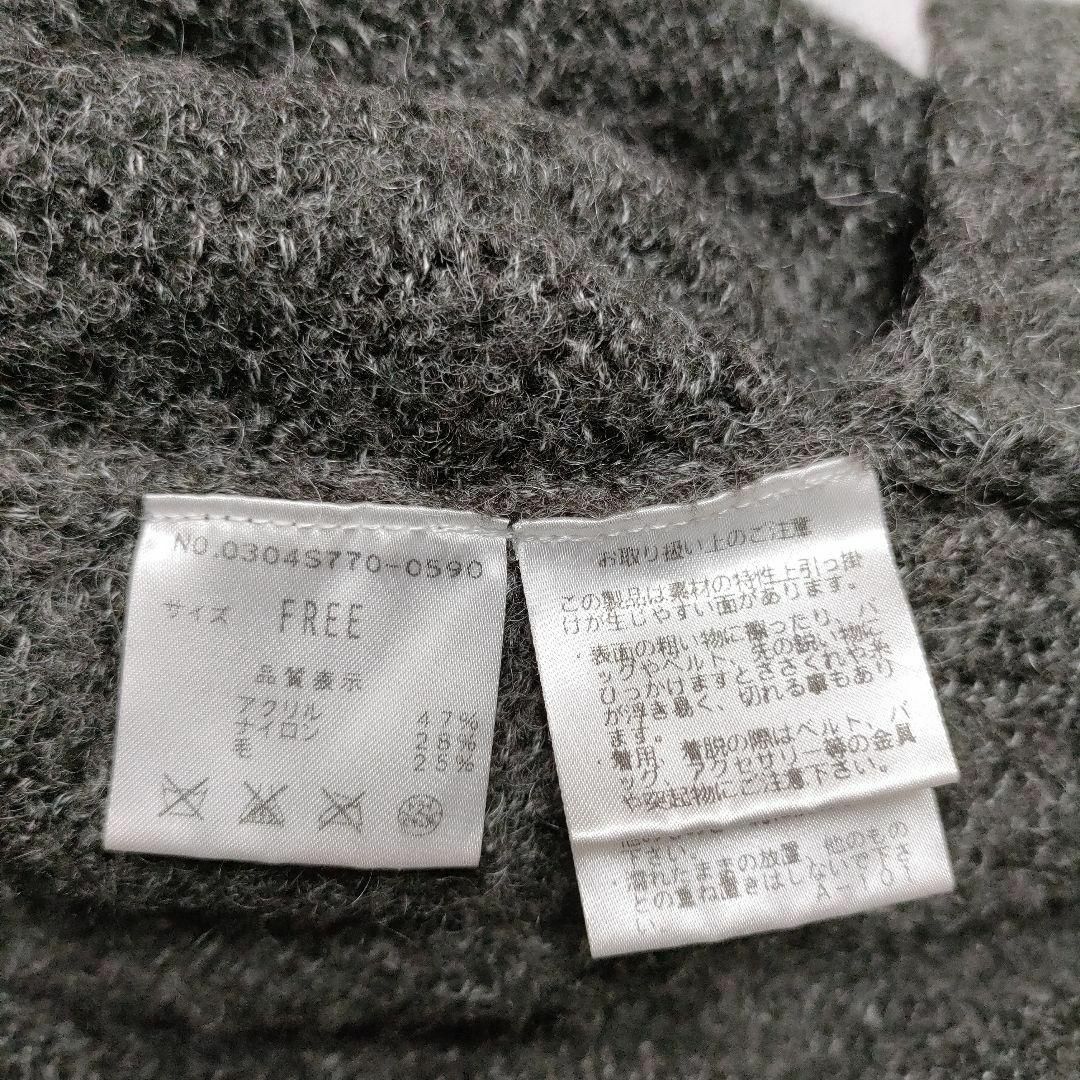 NO.0304S770-0590
サイズ FREE
品質表示
アクリル 47%
ナイロン 28%
毛 25%
お取り扱い上のご注意
この製品は素材の特性上引っ掛
けが生じやすい面があります。
・表面の粗い物に擦ったり、バ
ッグやベルト、先の鋭い物に
ひっかけますとささくれや糸
が浮き易く、切れる事もあり
ます。
・着用、着脱の際はベルト、バ
ッグ、アクセサリー等の金具
や突起物にご注意下さい。
下さい。
・濡れたままの放置、他のもの
との重ね置きはしないで下さ
い。 A-101